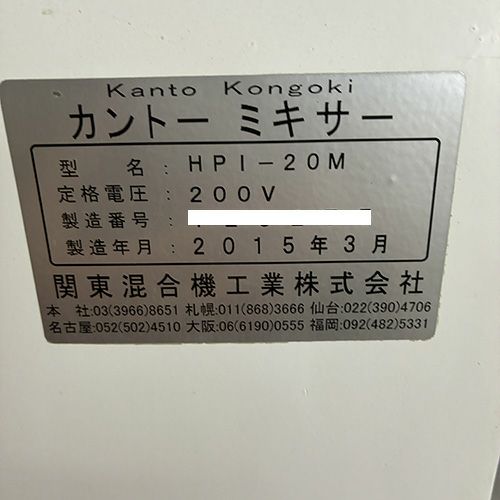 Kanto Kongoki
カントー ミキサー
型名: HPI-20M
定格電圧: 200V
製造番号:
製造年月: 2015年3月
関東混合機工業株式会社
本社:03(3966)8651 札幌:011(868)3666 仙台:022(390)4706
名古屋:052(502)4510 大阪:06(6190)0555 福岡:092(482)5331